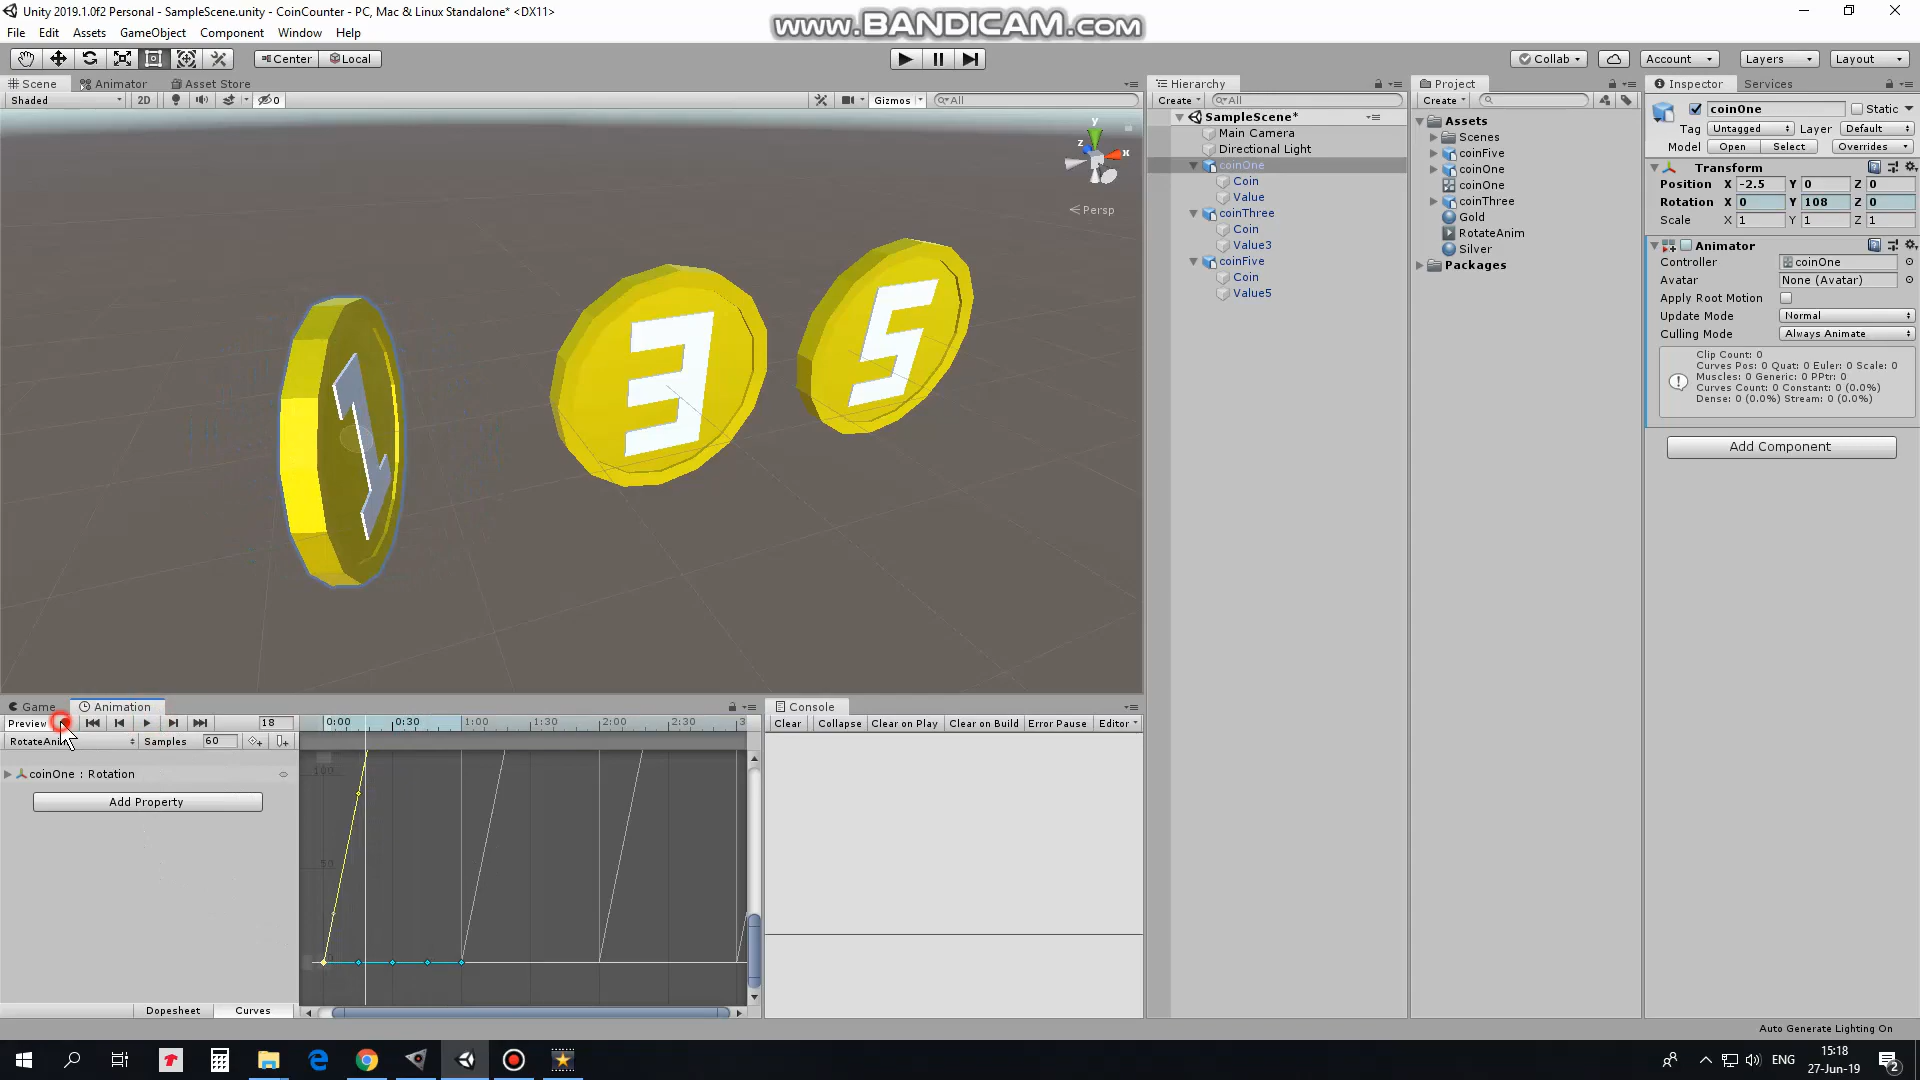 Unity 2019.1.0f2 Personal - SampleScene.unity - CoinCounter - PC, Mac & Linux Standalone* <DX11>
www.BANDICAM.com
File Edit Assets GameObject Component Window Help
Center Local
Collab Account Layers Layout
Scene Animator Asset Store
Shaded 2D 0 Gizmos All
y
z x
Persp
1 3 5
Hierarchy
Create All
SampleScene*
Main Camera
Directional Light
coinOne
Coin
Value
coinThree
Coin
Value3
coinFive
Coin
Value5
Project
Create
Assets
Scenes
coinFive
coinOne
coinOne
coinThree
Gold
RotateAnim
Silver
Packages
Inspector Services
coinOne Static
Tag Untagged Layer Default
Model Open Select Overrides
Transform
Position X -2.5 Y 0 Z 0
Rotation X 0 Y 108 Z 0
Scale X 1 Y 1 Z 1
Animator
Controller coinOne
Avatar None (Avatar)
Apply Root Motion
Update Mode Normal
Culling Mode Always Animate
Clip Count: 0
Curves Pos: 0 Quat: 0 Euler: 0 Scale: 0
Muscles: 0 Generic: 0 PPtr: 0
Curves Count: 0 Constant: 0 (0.0%)
Dense: 0 (0.0%) Stream: 0 (0.0%)
Add Component
Game Animation
Preview 18 0:00 0:30 1:00 1:30 2:00 2:30 3
Samples 60
coinOne : Rotation
Add Property
100
50
Dopesheet Curves
Console
Clear Collapse Clear on Play Clear on Build Error Pause Editor
Auto Generate Lighting On
ENG 15:18
27-Jun-19 2